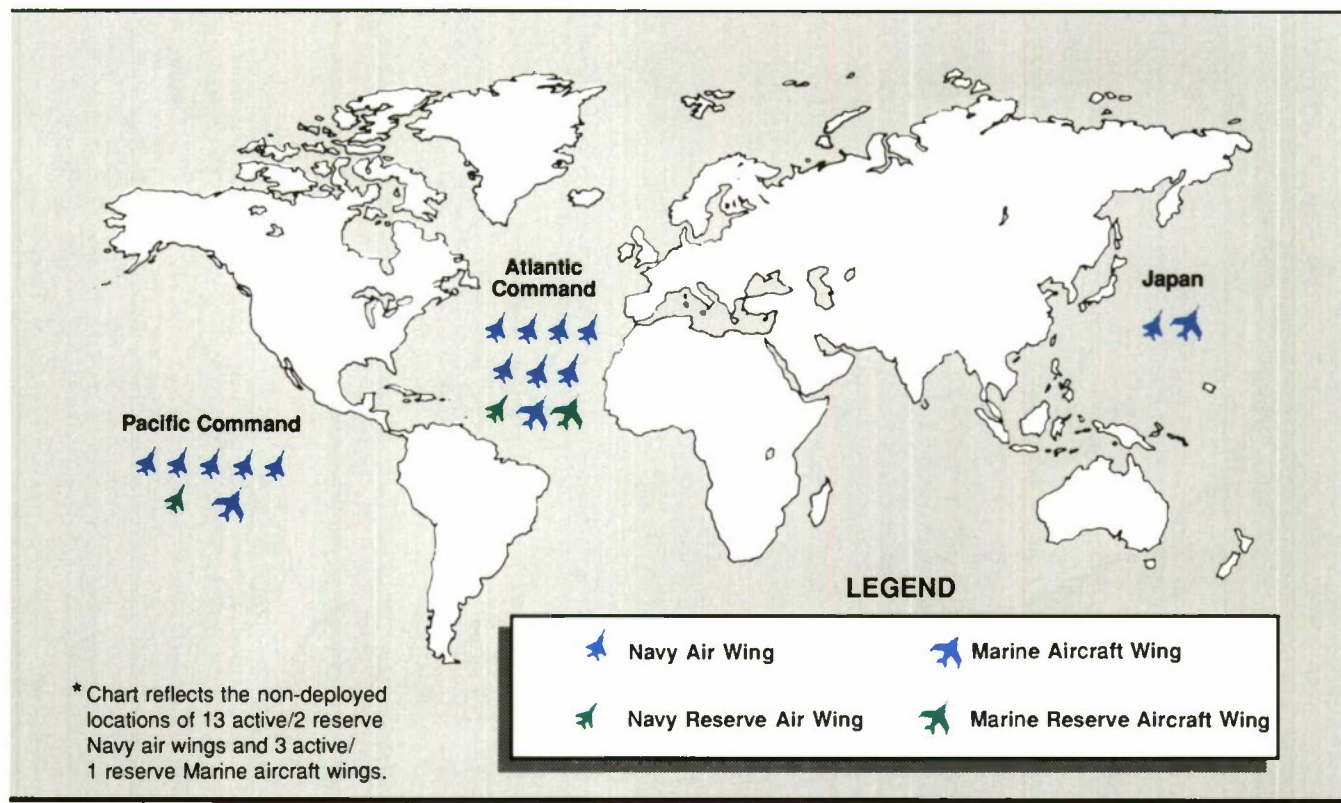 Atlantic
Command
Japan
Pacific Command
LEGEND
Navy Air Wing
Marine Aircraft Wing
Navy Reserve Air Wing
Marine Reserve Aircraft Wing
* Chart reflects the non-deployed
locations of 13 active/2 reserve
Navy air wings and 3 active/
1 reserve Marine aircraft wings.